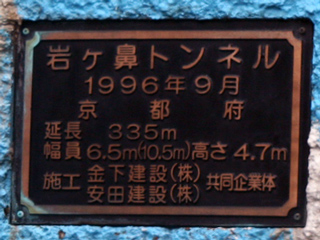 岩ヶ鼻トンネル
1996年9月
京都府
延長 335m
幅員 6.5m(10.5m)高さ 4.7m
施工 金下建設(株) 共同企業体
安田建設(株)